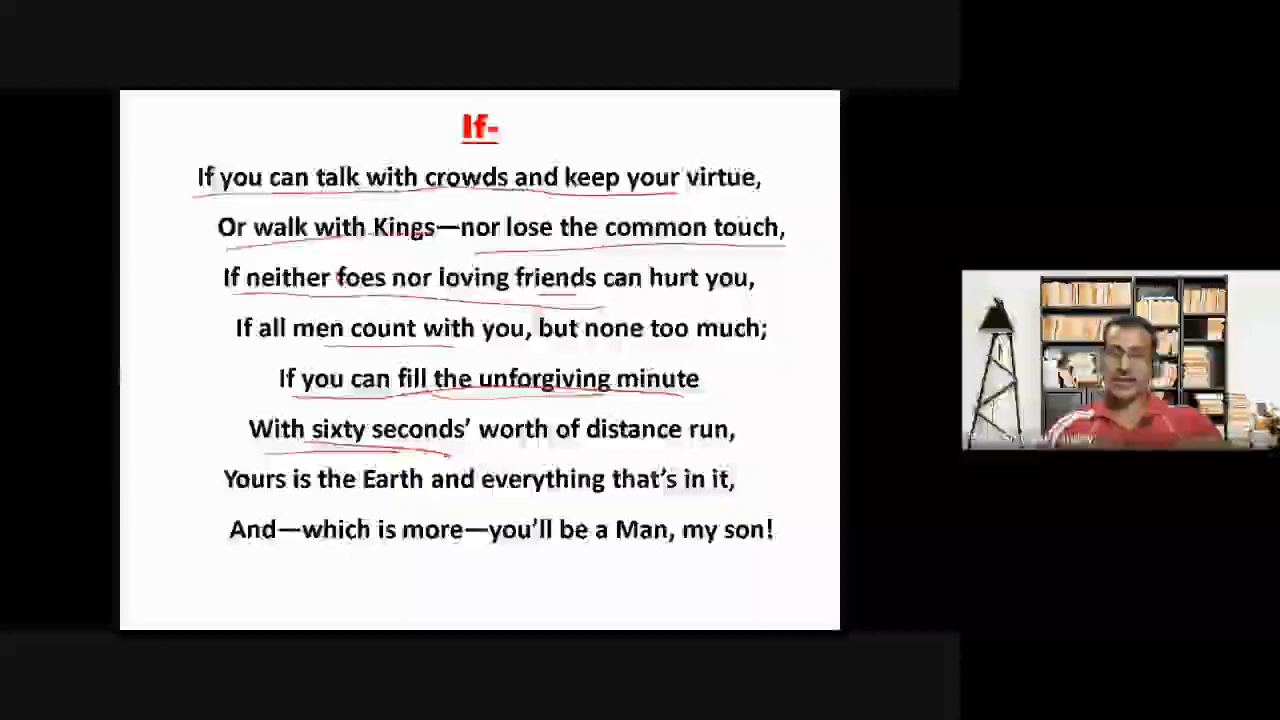 If-
If you can talk with crowds and keep your virtue,
Or walk with Kings—nor lose the common touch,
If neither foes nor loving friends can hurt you,
If all men count with you, but none too much;
If you can fill the unforgiving minute
With sixty seconds’ worth of distance run,
Yours is the Earth and everything that’s in it,
And—which is more—you’ll be a Man, my son!